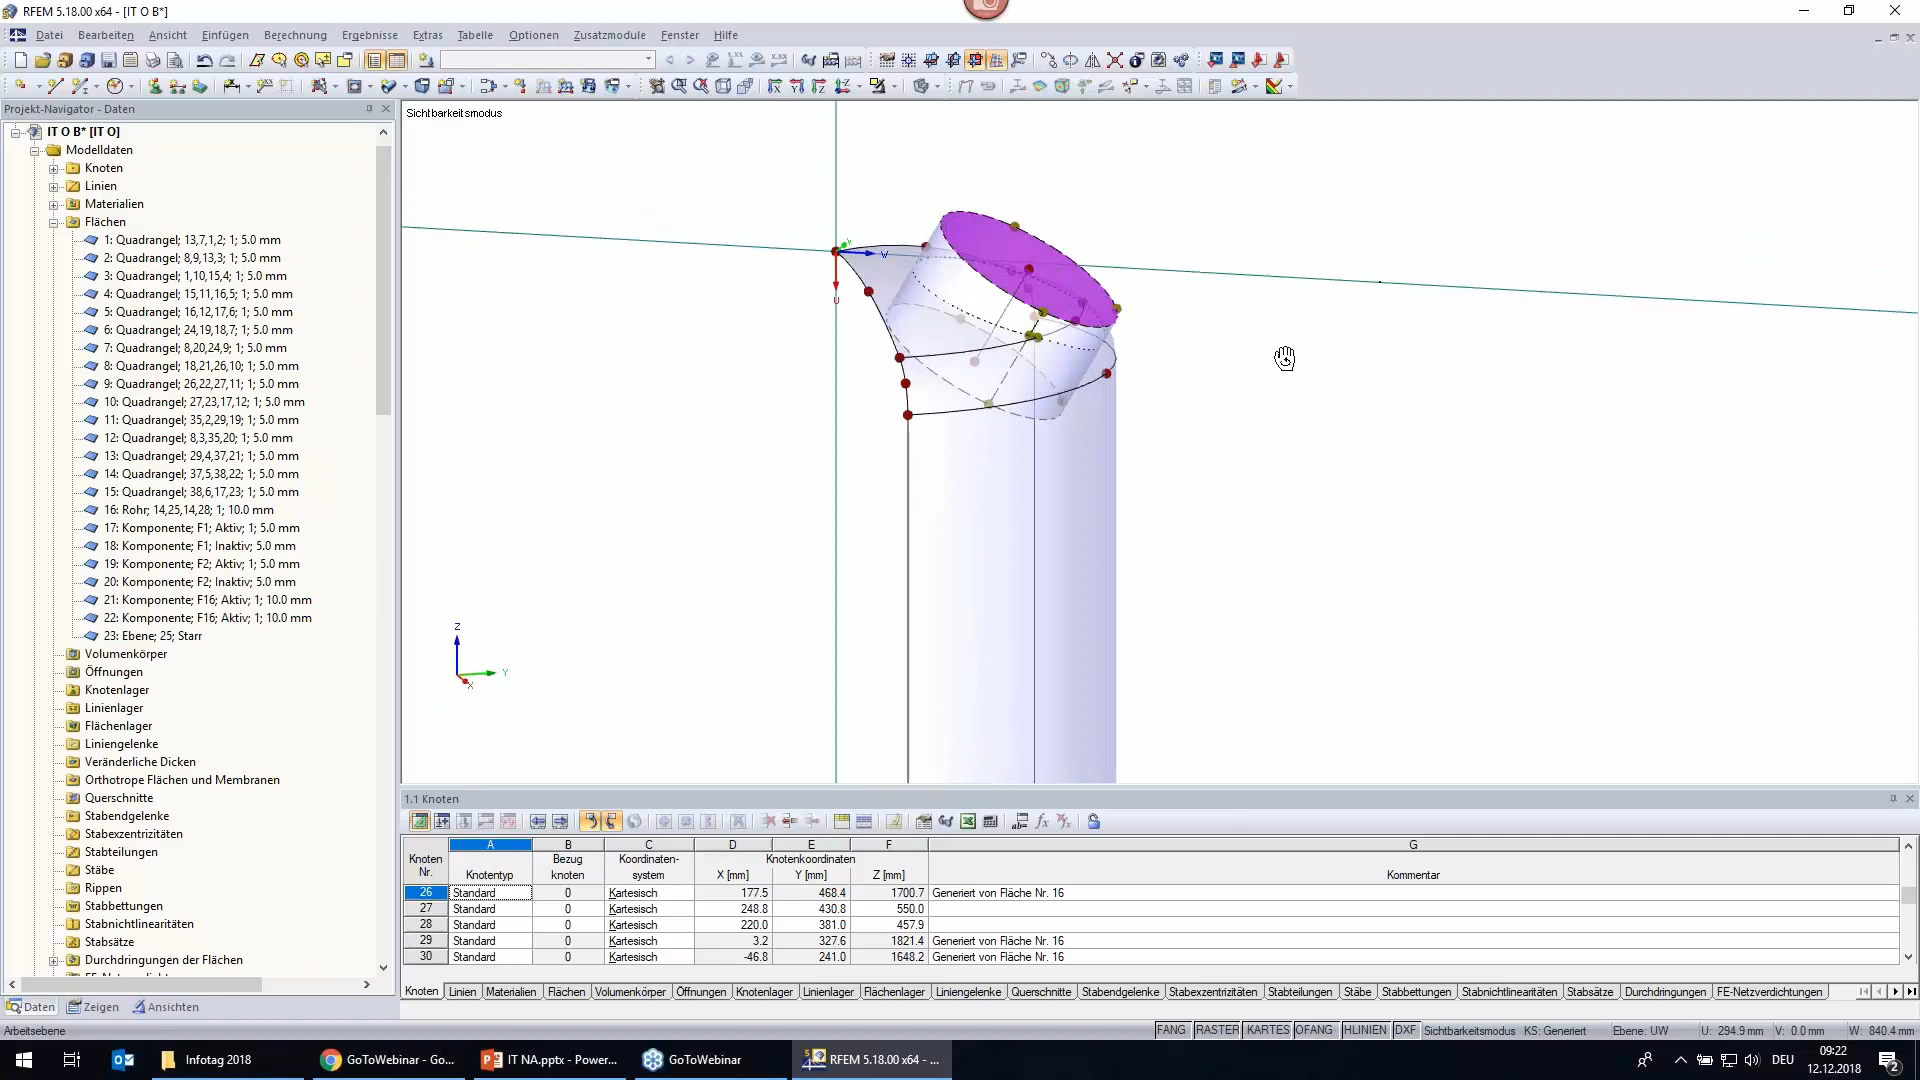 RFEM 5.18.00 x64 - [IT O B*]
Datei Bearbeiten Ansicht Einfügen Berechnung Ergebnisse Extras Tabelle Optionen Zusatzmodule Fenster Hilfe
Projekt-Navigator - Daten
IT O B* [IT O]
Modelldaten
Knoten
Linien
Materialien
Flächen
1: Quadrangel; 13,7,1,2; 1; 5.0 mm
2: Quadrangel; 8,9,13,3; 1; 5.0 mm
3: Quadrangel; 1,10,15,4; 1; 5.0 mm
4: Quadrangel; 15,11,16,5; 1; 5.0 mm
5: Quadrangel; 16,12,17,6; 1; 5.0 mm
6: Quadrangel; 24,19,18,7; 1; 5.0 mm
7: Quadrangel; 8,20,24,9; 1; 5.0 mm
8: Quadrangel; 18,21,26,10; 1; 5.0 mm
9: Quadrangel; 26,22,27,11; 1; 5.0 mm
10: Quadrangel; 27,23,17,12; 1; 5.0 mm
11: Quadrangel; 35,2,29,19; 1; 5.0 mm
12: Quadrangel; 8,3,35,20; 1; 5.0 mm
13: Quadrangel; 29,4,37,21; 1; 5.0 mm
14: Quadrangel; 37,5,38,22; 1; 5.0 mm
15: Quadrangel; 38,6,17,23; 1; 5.0 mm
16: Rohr; 14,25,14,28; 1; 10.0 mm
17: Komponente; F1; Aktiv; 1; 5.0 mm
18: Komponente; F1; Inaktiv; 5.0 mm
19: Komponente; F2; Aktiv; 1; 5.0 mm
20: Komponente; F2; Inaktiv; 5.0 mm
21: Komponente; F16; Aktiv; 1; 10.0 mm
22: Komponente; F16; Aktiv; 1; 10.0 mm
23: Ebene; 25; Starr
Volumenkörper
Öffnungen
Knotenlager
Linienlager
Flächenlager
Liniengelenke
Veränderliche Dicken
Orthotrope Flächen und Membranen
Querschnitte
Stabendgelenke
Stabexzentrizitäten
Stabteilungen
Stäbe
Rippen
Stabbettungen
Stabnichtlinearitäten
Stabsätze
Durchdringungen der Flächen
Daten Zeigen Ansichten
Sichtbarkeitsmodus
W
U
Z
Y
X
1.1 Knoten
A B C D E F G
Knoten Bezug Koordinaten- Knotenkoordinaten
Nr. Knotentyp knoten system X [mm] Y [mm] Z [mm] Kommentar
26 Standard 0 Kartesisch 177.5 468.4 1700.7 Generiert von Fläche Nr. 16
27 Standard 0 Kartesisch 248.8 430.8 550.0
28 Standard 0 Kartesisch 220.0 381.0 457.9
29 Standard 0 Kartesisch 3.2 327.6 1821.4 Generiert von Fläche Nr. 16
30 Standard 0 Kartesisch -46.8 241.0 1648.2 Generiert von Fläche Nr. 16
Knoten Linien Materialien Flächen Volumenkörper Öffnungen Knotenlager Linienlager Flächenlager Liniengelenke Querschnitte Stabendgelenke Stabexzentrizitäten Stabteilungen Stäbe Stabbettungen Stabnichtlinearitäten Stabsätze Durchdringungen FE-Netzverdichtungen
Arbeitsebene FANG RASTER KARTES OFANG HLINIEN DXF Sichtbarkeitsmodus KS: Generiert Ebene: UW U: 294.9 mm V: 0.0 mm W: 840.4 mm
Infotag 2018 GoToWebinar - Go... IT NA.pptx - Power... GoToWebinar RFEM 5.18.00 x64 - ... DEU 09:22
12.12.2018
2